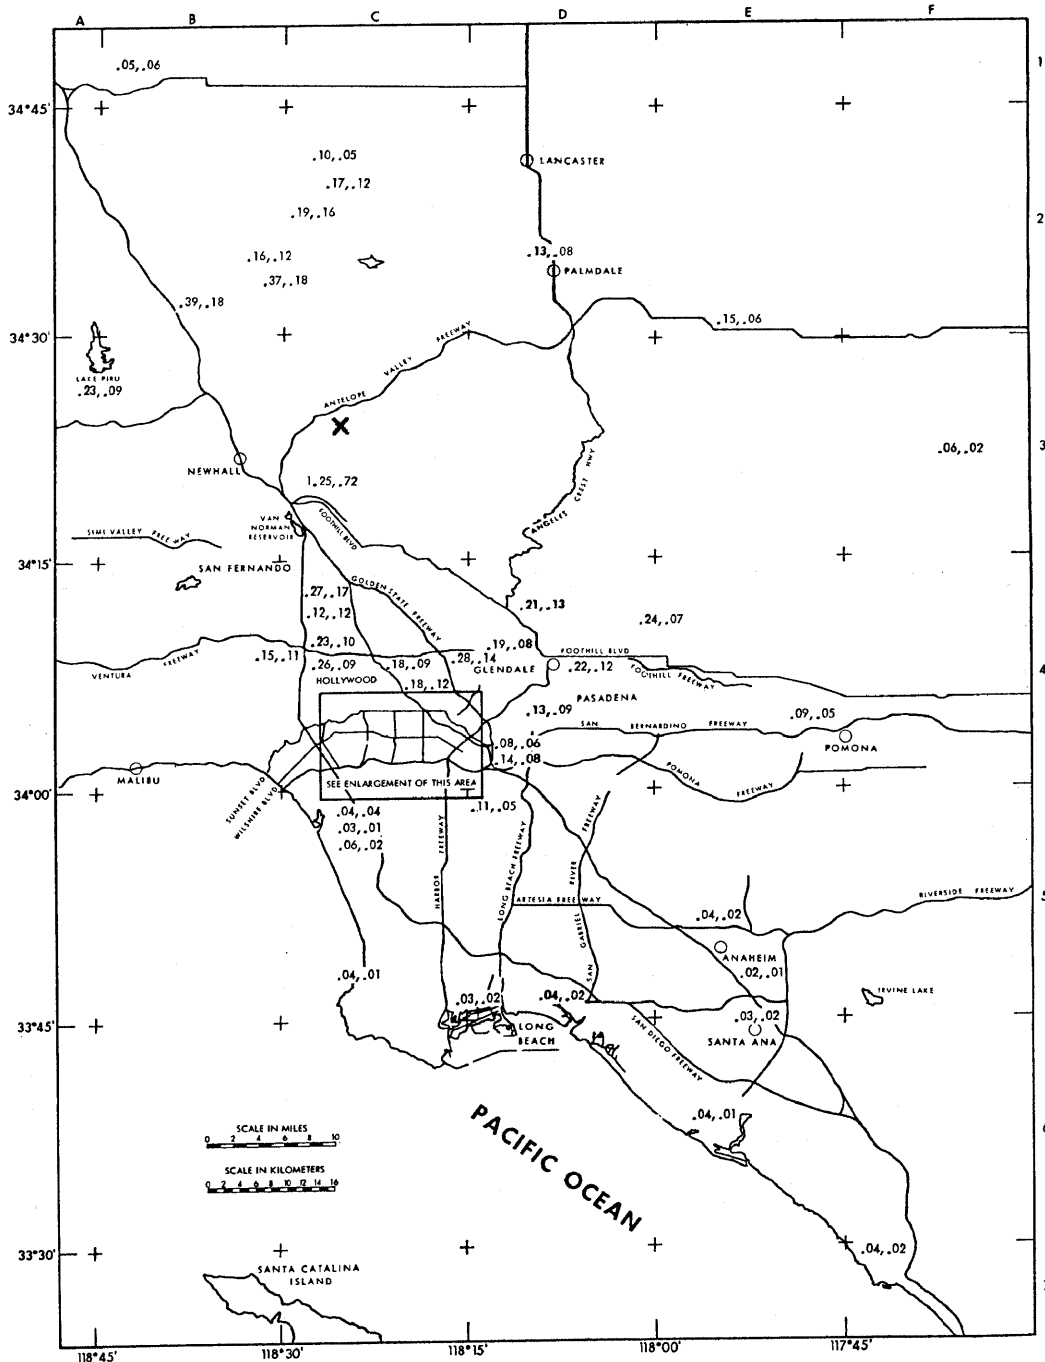 A B C D E F
1
.05,.06
34°45'
.10,.05
LANCASTER
.17,.12
.19,.16
2
.16,.12
.13,.08
.37,.18
PALMDALE
.39,.18
.15,.06
34°30'
ANTELOPE VALLEY FREEWAY
LAKE PIRU
.23,.09
X
3
.06,.02
NEWHALL
1.25,.72
ANGELES CREST HWY
VAN NORMAN RESERVOIR
FOOTHILL BLVD
SIMI VALLEY FREEWAY
34°15'
SAN FERNANDO
GOLDEN STATE FREEWAY
.27,.17
.21,.13
.12,.12
.24,.07
.23,.10
.19,.08
FOOTHILL BLVD
.15,.11
.26,.09
.18,.09
.28,.14
.22,.12
FOOTHILL FREEWAY
4
VENTURA FREEWAY
GLENDALE
HOLLYWOOD
.18,.12
PASADENA
.13,.09
.09,.05
SAN BERNARDINO FREEWAY
.08,.06
POMONA
.14,.08
POMONA FREEWAY
MALIBU
SEE ENLARGEMENT OF THIS AREA
SUNSET BLVD
WILSHIRE BLVD
34°00'
.04,.04
.11,.05
.03,.01
.06,.02
HARBOR FREEWAY
LONG BEACH FREEWAY
SAN GABRIEL RIVER FREEWAY
RIVERSIDE FREEWAY
ARTESIA FREEWAY
5
.04,.02
ANAHEIM
.04,.01
.02,.01
.03,.02
.04,.02
IRVINE LAKE
.03,.02
33°45'
LONG BEACH
SAN DIEGO FREEWAY
SANTA ANA
.04,.01
PACIFIC OCEAN
SCALE IN MILES
0 2 4 6 8 10
SCALE IN KILOMETERS
0 2 4 6 8 10 12 14 16
33°30'
.04,.02
SANTA CATALINA
ISLAND
118°45' 118°30' 118°15' 118°00' 117°45'